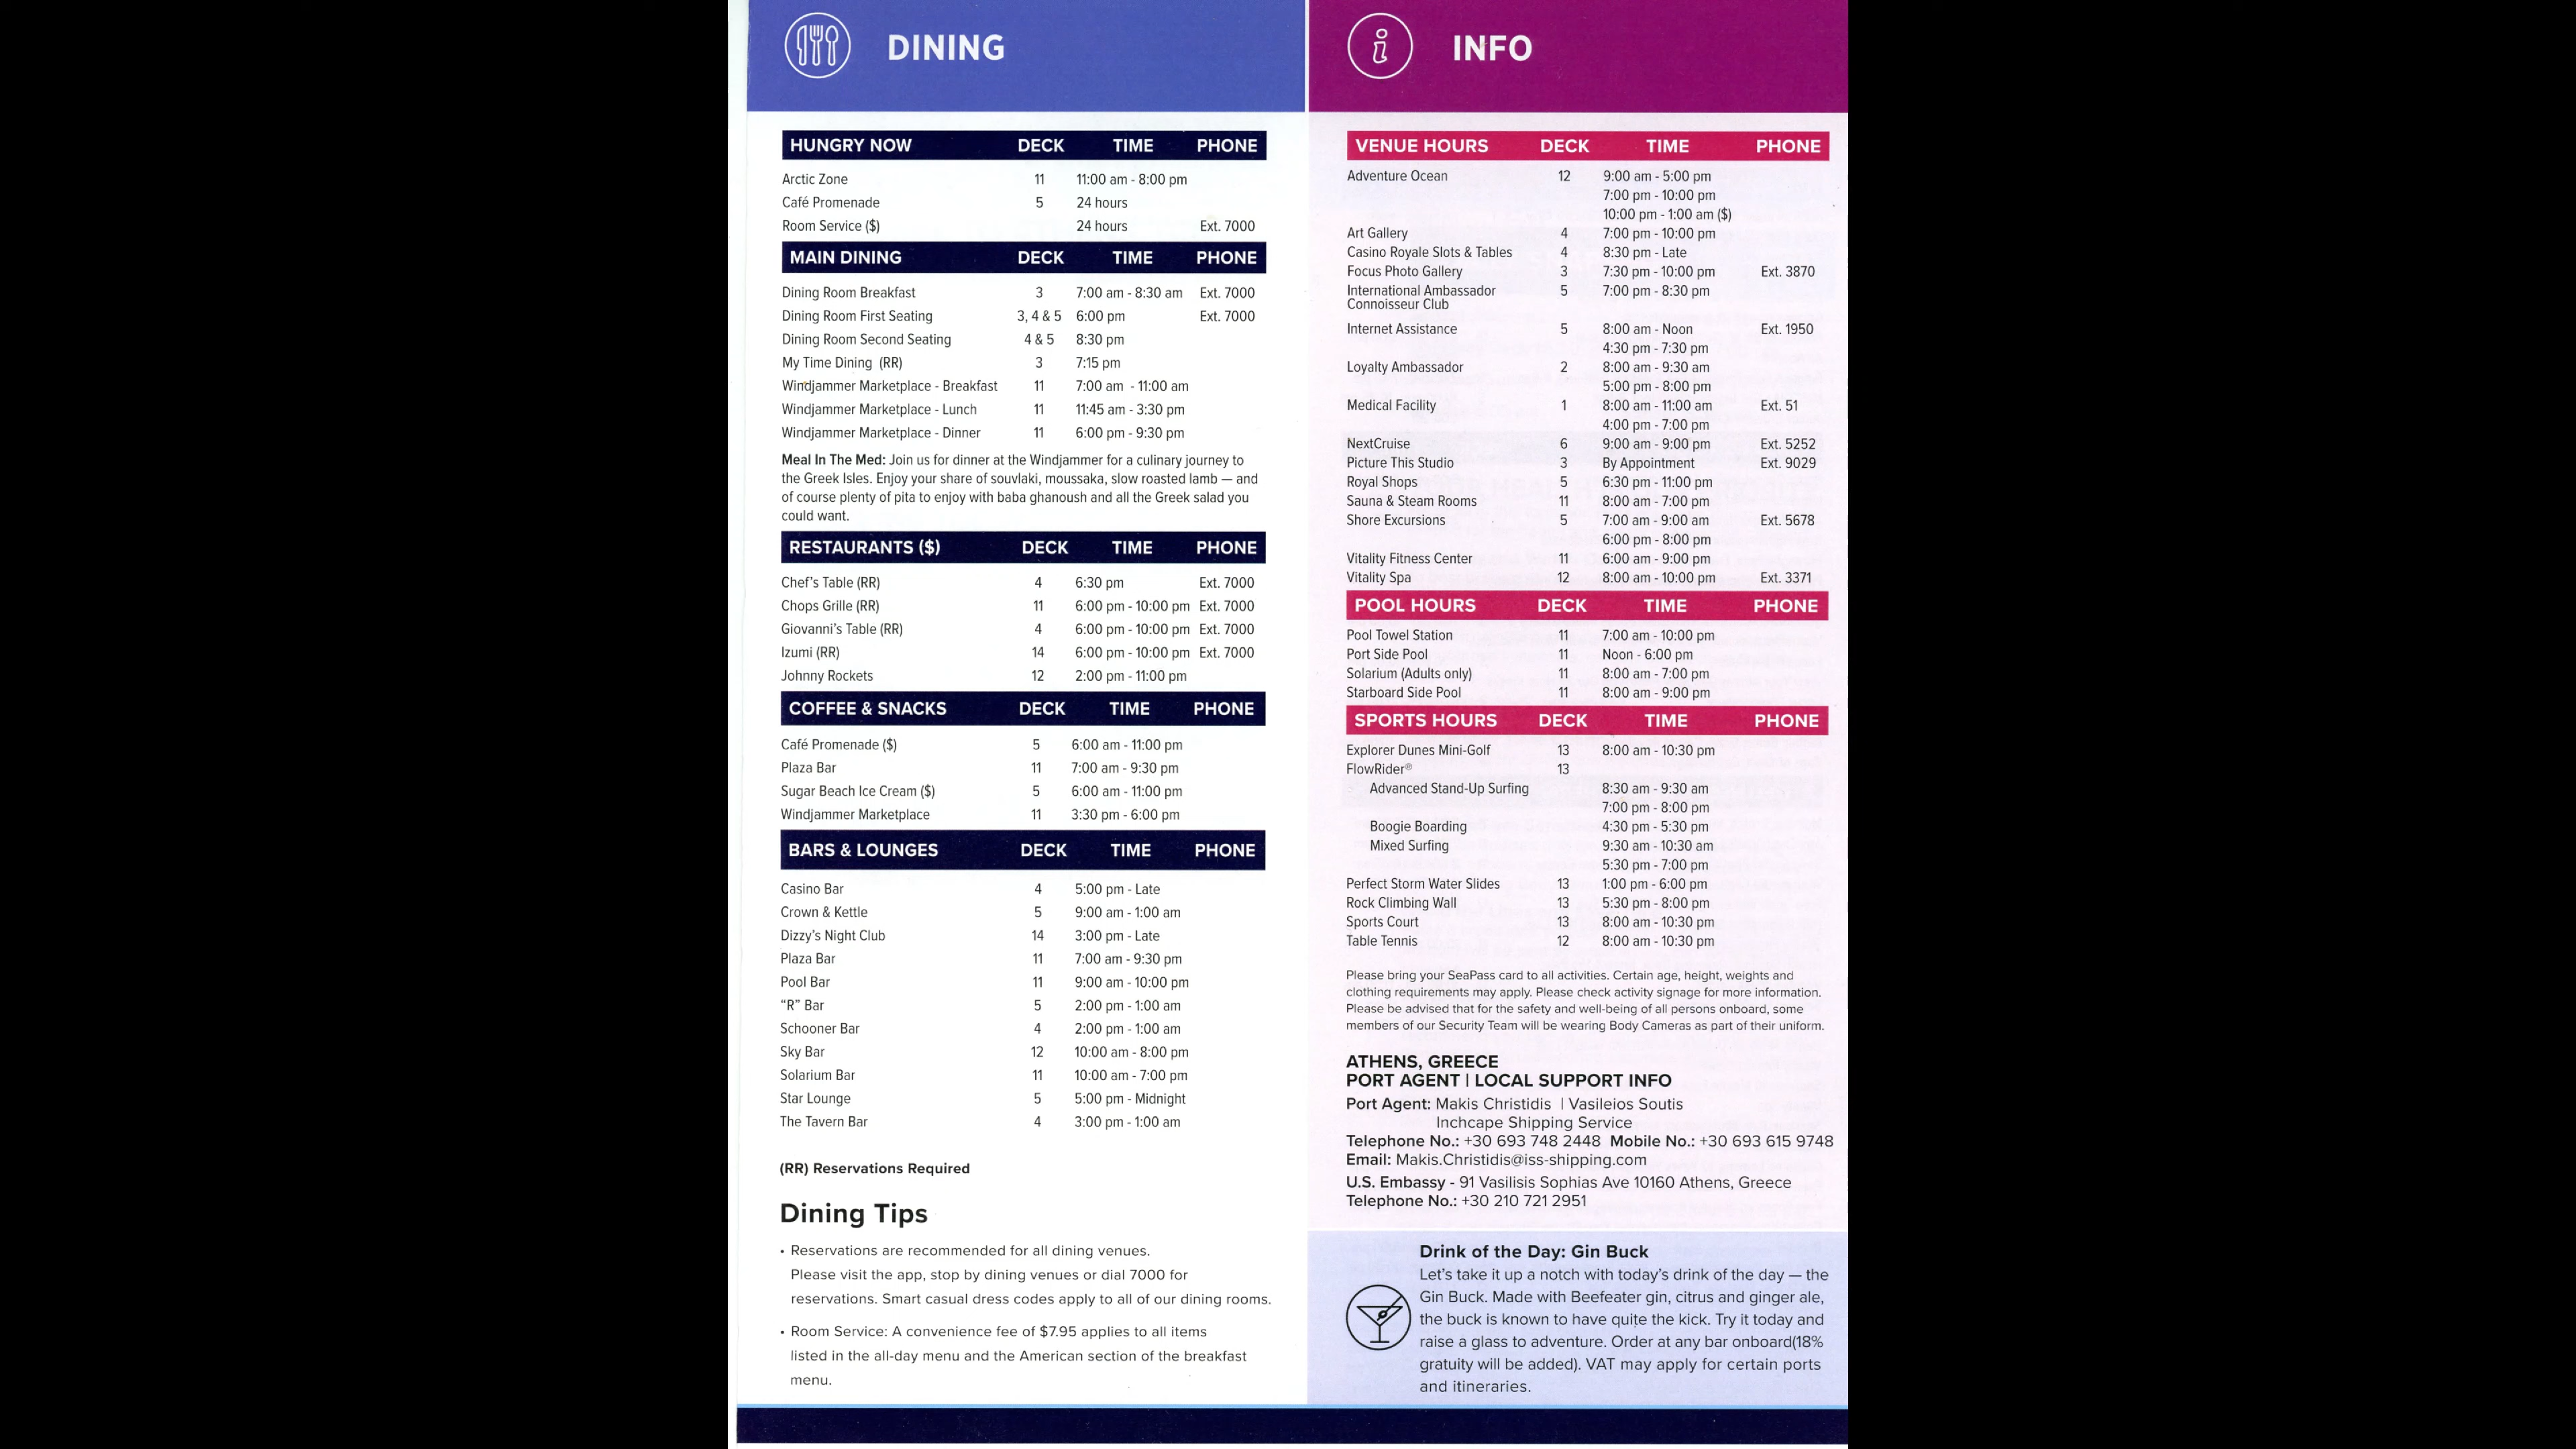 DINING
HUNGRY NOW DECK TIME PHONE
Arctic Zone 11 11:00 am - 8:00 pm
Café Promenade 5 24 hours
Room Service ($) 24 hours Ext. 7000
MAIN DINING DECK TIME PHONE
Dining Room Breakfast 3 7:00 am - 8:30 am Ext. 7000
Dining Room First Seating 3, 4 & 5 6:00 pm Ext. 7000
Dining Room Second Seating 4 & 5 8:30 pm
My Time Dining (RR) 3 7:15 pm
Windjammer Marketplace - Breakfast 11 7:00 am - 11:00 am
Windjammer Marketplace - Lunch 11 11:45 am - 3:30 pm
Windjammer Marketplace - Dinner 11 6:00 pm - 9:30 pm
Meal In The Med: Join us for dinner at the Windjammer for a culinary journey to
the Greek Isles. Enjoy your share of souvlaki, moussaka, slow roasted lamb — and
of course plenty of pita to enjoy with baba ghanoush and all the Greek salad you
could want.
RESTAURANTS ($) DECK TIME PHONE
Chef's Table (RR) 4 6:30 pm Ext. 7000
Chops Grille (RR) 11 6:00 pm - 10:00 pm Ext. 7000
Giovanni's Table (RR) 4 6:00 pm - 10:00 pm Ext. 7000
Izumi (RR) 14 6:00 pm - 10:00 pm Ext. 7000
Johnny Rockets 12 2:00 pm - 11:00 pm
COFFEE & SNACKS DECK TIME PHONE
Café Promenade ($) 5 6:00 am - 11:00 pm
Plaza Bar 11 7:00 am - 9:30 pm
Sugar Beach Ice Cream ($) 5 6:00 am - 11:00 pm
Windjammer Marketplace 11 3:30 pm - 6:00 pm
BARS & LOUNGES DECK TIME PHONE
Casino Bar 4 5:00 pm - Late
Crown & Kettle 5 9:00 am - 1:00 am
Dizzy's Night Club 14 3:00 pm - Late
Plaza Bar 11 7:00 am - 9:30 pm
Pool Bar 11 9:00 am - 10:00 pm
"R" Bar 5 2:00 pm - 1:00 am
Schooner Bar 4 2:00 pm - 1:00 am
Sky Bar 12 10:00 am - 8:00 pm
Solarium Bar 11 10:00 am - 7:00 pm
Star Lounge 5 5:00 pm - Midnight
The Tavern Bar 4 3:00 pm - 1:00 am
(RR) Reservations Required
Dining Tips
• Reservations are recommended for all dining venues.
Please visit the app, stop by dining venues or dial 7000 for
reservations. Smart casual dress codes apply to all of our dining rooms.
• Room Service: A convenience fee of $7.95 applies to all items
listed in the all-day menu and the American section of the breakfast
menu.
INFO
VENUE HOURS DECK TIME PHONE
Adventure Ocean 12 9:00 am - 5:00 pm
7:00 pm - 10:00 pm
10:00 pm - 1:00 am ($)
Art Gallery 4 7:00 pm - 10:00 pm
Casino Royale Slots & Tables 4 8:30 pm - Late
Focus Photo Gallery 3 7:30 pm - 10:00 pm Ext. 3870
International Ambassador 5 7:00 pm - 8:30 pm
Connoisseur Club
Internet Assistance 5 8:00 am - Noon Ext. 1950
4:30 pm - 7:30 pm
Loyalty Ambassador 2 8:00 am - 9:30 am
5:00 pm - 8:00 pm
Medical Facility 1 8:00 am - 11:00 am Ext. 51
4:00 pm - 7:00 pm
NextCruise 6 9:00 am - 9:00 pm Ext. 5252
Picture This Studio 3 By Appointment Ext. 9029
Royal Shops 5 6:30 pm - 11:00 pm
Sauna & Steam Rooms 11 8:00 am - 7:00 pm
Shore Excursions 5 7:00 am - 9:00 am Ext. 5678
6:00 pm - 8:00 pm
Vitality Fitness Center 11 6:00 am - 9:00 pm
Vitality Spa 12 8:00 am - 10:00 pm Ext. 3371
POOL HOURS DECK TIME PHONE
Pool Towel Station 11 7:00 am - 10:00 pm
Port Side Pool 11 Noon - 6:00 pm
Solarium (Adults only) 11 8:00 am - 7:00 pm
Starboard Side Pool 11 8:00 am - 9:00 pm
SPORTS HOURS DECK TIME PHONE
Explorer Dunes Mini-Golf 13 8:00 am - 10:30 pm
FlowRider® 13
Advanced Stand-Up Surfing 8:30 am - 9:30 am
7:00 pm - 8:00 pm
Boogie Boarding 4:30 pm - 5:30 pm
Mixed Surfing 9:30 am - 10:30 am
5:30 pm - 7:00 pm
Perfect Storm Water Slides 13 1:00 pm - 6:00 pm
Rock Climbing Wall 13 5:30 pm - 8:00 pm
Sports Court 13 8:00 am - 10:30 pm
Table Tennis 12 8:00 am - 10:30 pm
Please bring your SeaPass card to all activities. Certain age, height, weights and
clothing requirements may apply. Please check activity signage for more information.
Please be advised that for the safety and well-being of all persons onboard, some
members of our Security Team will be wearing Body Cameras as part of their uniform.
ATHENS, GREECE
PORT AGENT | LOCAL SUPPORT INFO
Port Agent: Makis Christidis | Vasileios Soutis
Inchcape Shipping Service
Telephone No.: +30 693 748 2448 Mobile No.: +30 693 615 9748
Email: Makis.Christidis@iss-shipping.com
U.S. Embassy - 91 Vasilisis Sophias Ave 10160 Athens, Greece
Telephone No.: +30 210 721 2951
Drink of the Day: Gin Buck
Let's take it up a notch with today's drink of the day — the
Gin Buck. Made with Beefeater gin, citrus and ginger ale,
the buck is known to have quite the kick. Try it today and
raise a glass to adventure. Order at any bar onboard(18%
gratuity will be added). VAT may apply for certain ports
and itineraries.